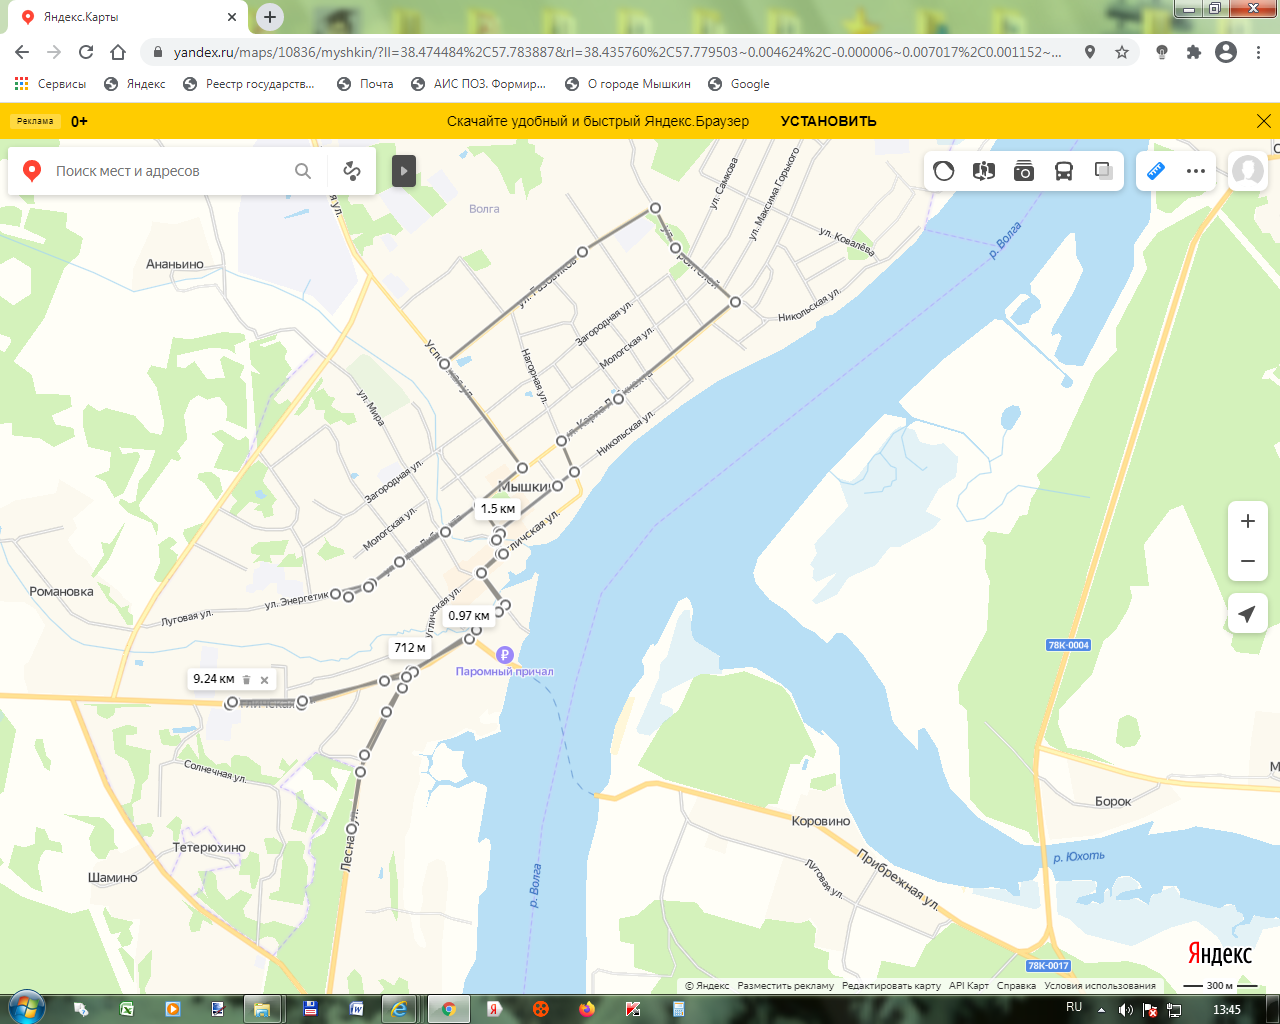 Яндекс.Карты
yandex.ru/maps/10836/myshkin/?ll=38.474484%2C57.783887&rl=38.435760%2C57.779503~0.004624%2C-0.000006~0.007017%2C0.001152~...
Сервисы
Яндекс
Реестр государств...
Почта
АИС ПОЗ. Формир...
О городе Мышкин
Google
Реклама
0+
Скачайте удобный и быстрый Яндекс.Браузер
УСТАНОВИТЬ
Поиск мест и адресов
Волга
ул. Самкова
ул. Максима Горького
ул. Ковалёва
р. Волга
Ананьино
Никольская ул.
Загородная ул.
Мологская ул.
Нагорная ул.
ул. Мира
Никольская ул.
Загородная ул.
Мышкин
1.5 км
Мологская ул.
Романовка
ул. Энергетик
Луговая ул.
0.97 км
712 м
Паромный причал
78К-0004
9.24 км
Солнечная ул.
Борок
Коровино
Тетерюхино
р. Юхоть
Шамино
Луговая ул.
Прибрежная ул.
р. Волга
78К-0017
Яндекс
© Яндекс
Разместить рекламу
Редактировать карту
API Карт
Справка
Условия использования
300 м
RU
13:45